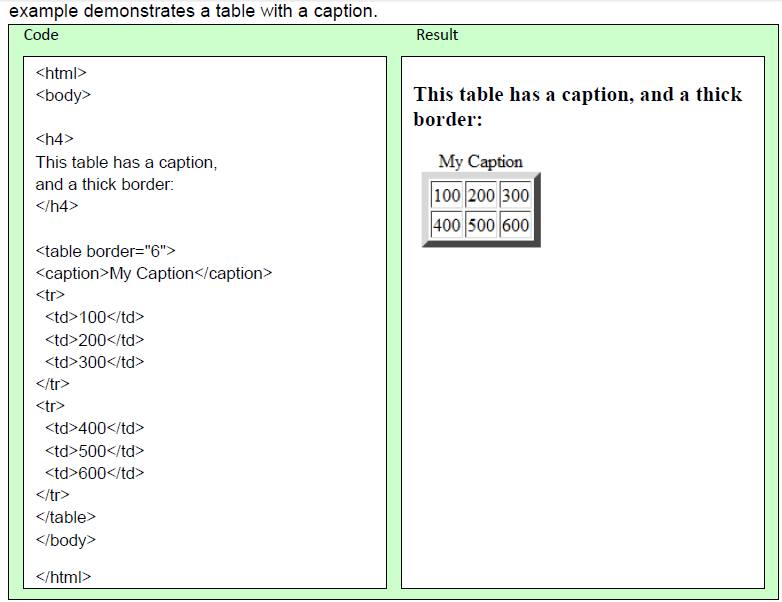 example demonstrates a table with a caption.
Code
<html>
<body>
<h4>
This table has a caption,
and a thick border:
</h4>
<table border="6">
<caption>My Caption</caption>
<tr>
<td>100</td>
<td>200</td>
<td>300</td>
</tr>
<tr>
<td>400</td>
<td>500</td>
<td>600</td>
</tr>
</table>
</body>
</html>
Result
This table has a caption, and a thick
border:
My Caption
100 200 300
400 500 600